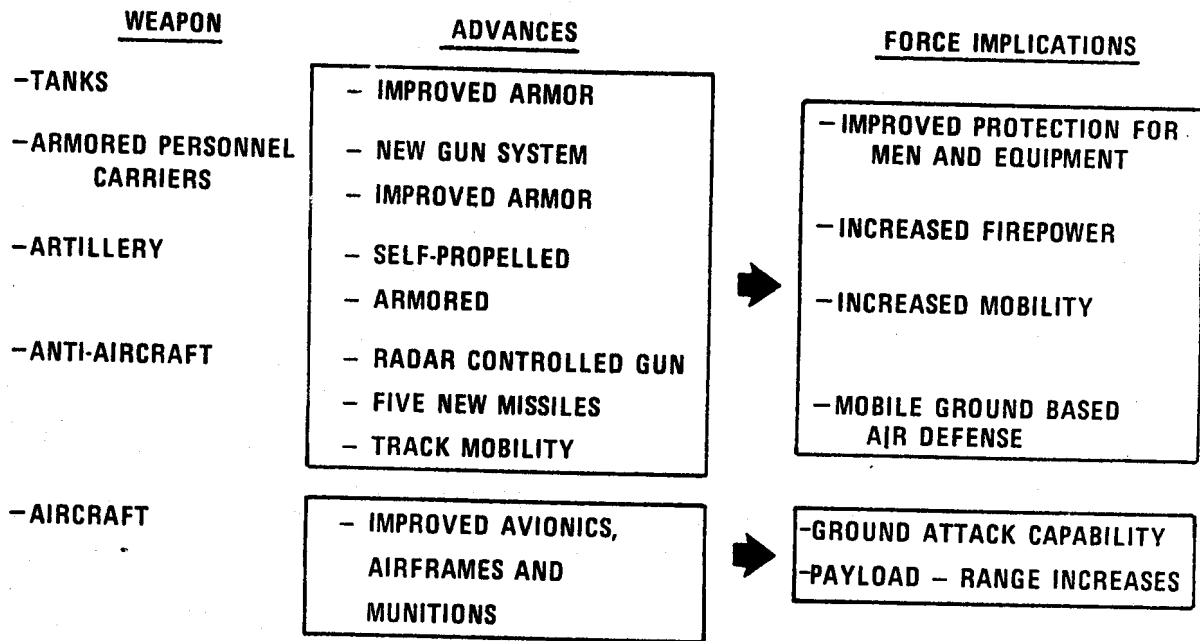 WEAPON
ADVANCES
FORCE IMPLICATIONS
–TANKS
– IMPROVED ARMOR
–ARMORED PERSONNEL
CARRIERS
– NEW GUN SYSTEM
– IMPROVED ARMOR
–ARTILLERY
– SELF-PROPELLED
– ARMORED
–ANTI-AIRCRAFT
– RADAR CONTROLLED GUN
– FIVE NEW MISSILES
– TRACK MOBILITY
–IMPROVED PROTECTION FOR
MEN AND EQUIPMENT
–INCREASED FIREPOWER
–INCREASED MOBILITY
–MOBILE GROUND BASED
AIR DEFENSE
–AIRCRAFT
– IMPROVED AVIONICS,
AIRFRAMES AND
MUNITIONS
–GROUND ATTACK CAPABILITY
–PAYLOAD – RANGE INCREASES